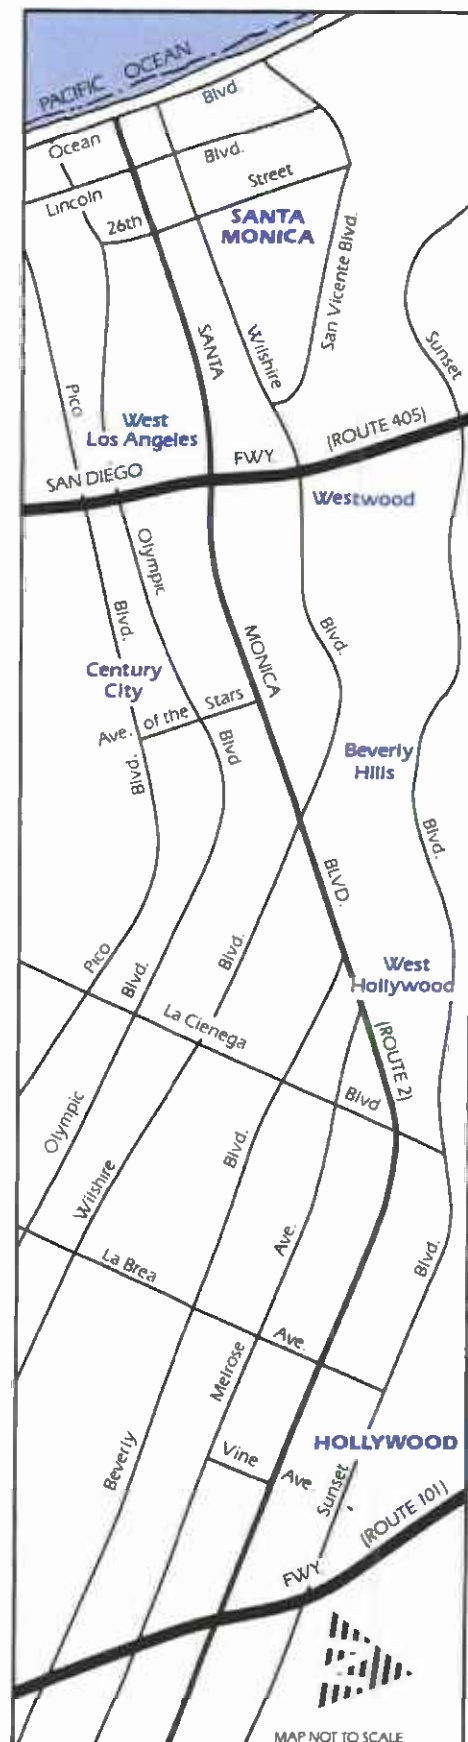 PACIFIC OCEAN
Blvd
Ocean
Blvd.
Lincoln
Street
26th
SANTA
MONICA
San Vicente Blvd.
SANTA
Wilshire
Sunset
Pico
West
Los Angeles
(ROUTE 405)
FWY
SAN DIEGO
Westwood
Olympic
Blvd.
MONICA
Blvd.
Century
City
Ave. of the Stars
Blvd
Beverly
Hills
Blvd.
Blvd.
BLVD.
Pico
Blvd.
Blvd.
West
Hollywood
La Cienega
Blvd
(ROUTE 2)
Olympic
Wilshire
Blvd.
Ave.
Blvd.
La Brea
Ave.
Melrose
HOLLYWOOD
Beverly
Vine
Ave
Sunset
(ROUTE 101)
FWY
MAP NOT TO SCALE